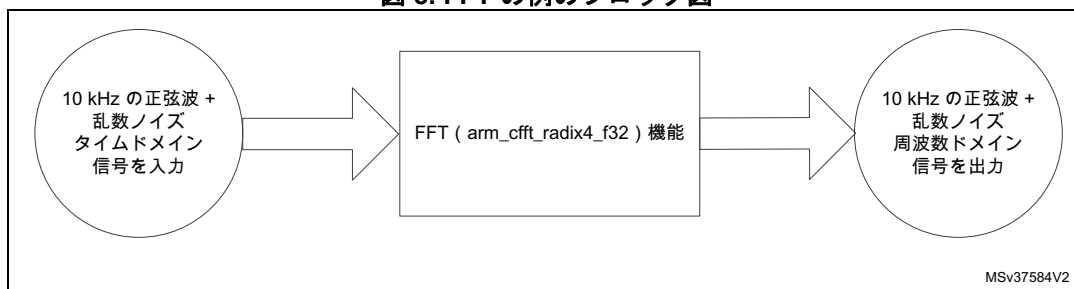 10 kHz の正弦波 +
乱数ノイズ
タイムドメイン
信号を入力
FFT ( arm_cfft_radix4_f32 ) 機能
10 kHz の正弦波 +
乱数ノイズ
周波数ドメイン
信号を出力
MSv37584V2